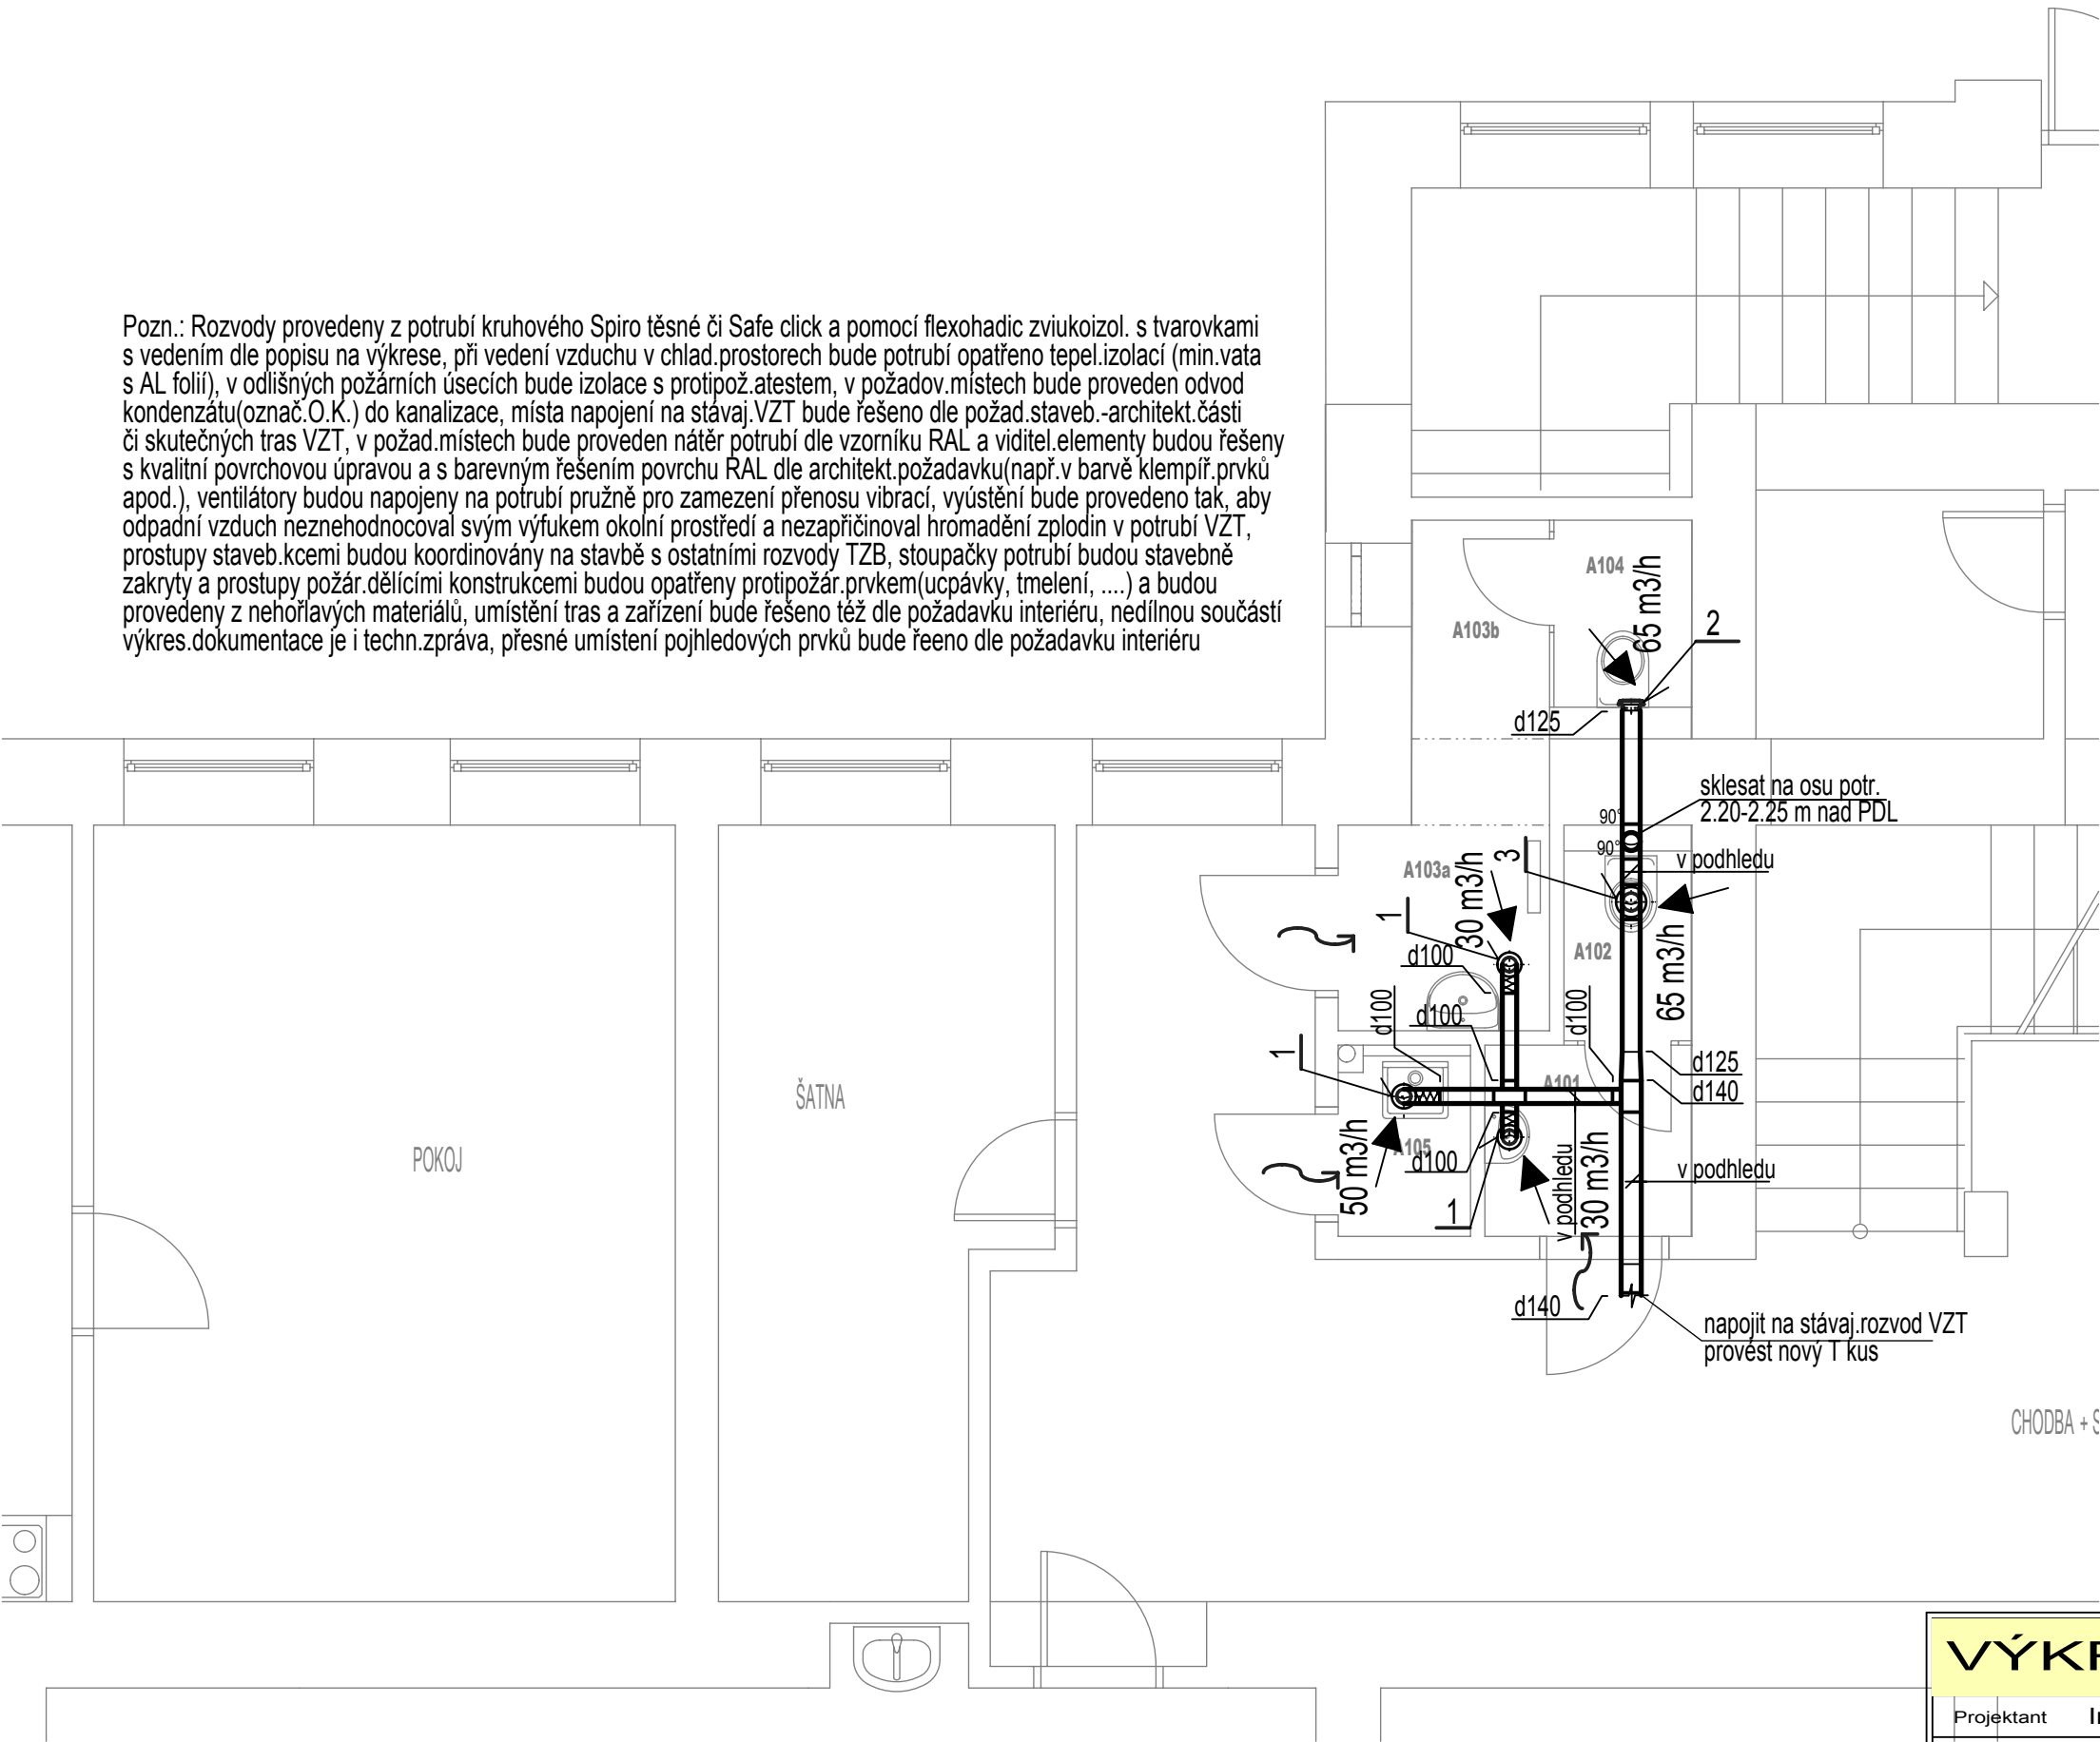 Pozn.: Rozvody provedeny z potrubí kruhového Spiro těsné či Safe click a pomocí flexohadic zviukoizol. s tvarovkami
s vedením dle popisu na výkrese, při vedení vzduchu v chlad.prostorech bude potrubí opatřeno tepel.izolací (min.vata
s AL folií), v odlišných požárních úsecích bude izolace s protipož.atestem, v požadov.místech bude proveden odvod
kondenzátu(označ.O.K.) do kanalizace, místa napojení na stávaj.VZT bude řešeno dle požad.staveb.-architekt.části
či skutečných tras VZT, v požad.místech bude proveden nátěr potrubí dle vzorníku RAL a viditel.elementy budou řešeny
s kvalitní povrchovou úpravou a s barevným řešením povrchu RAL dle architekt.požadavku(např.v barvě klempíř.prvků
apod.), ventilátory budou napojeny na potrubí pružně pro zamezení přenosu vibrací, vyústění bude provedeno tak, aby
odpadní vzduch neznehodnocoval svým výfukem okolní prostředí a nezapřičinoval hromadění zplodin v potrubí VZT,
prostupy staveb.kcemi budou koordinovány na stavbě s ostatními rozvody TZB, stoupačky potrubí budou stavebně
zakryty a prostupy požár.dělícími konstrukcemi budou opatřeny protipožár.prvkem(ucpávky, tmelení, ....) a budou
provedeny z nehořlavých materiálů, umístění tras a zařízení bude řešeno též dle požadavku interiéru, nedílnou součástí
výkres.dokumentace je i techn.zpráva, přesné umístení pojhledových prvků bude řeeno dle požadavku interiéru
A104
65 m3/h
2
A103b
d125
sklesat na osu potr.
2.20-2.25 m nad PDL
90°
90°
v podhledu
3
A103a
30 m3/h
1
d100
A102
65 m3/h
d100
d100
d100
1
d125
d140
A101
ŠATNA
POKOJ
A105
50 m3/h
d100
1
v podhledu
30 m3/h
v podhledu
d140
napojit na stávaj.rozvod VZT
provést nový T kus
CHODBA + S
VÝKR
Projektant